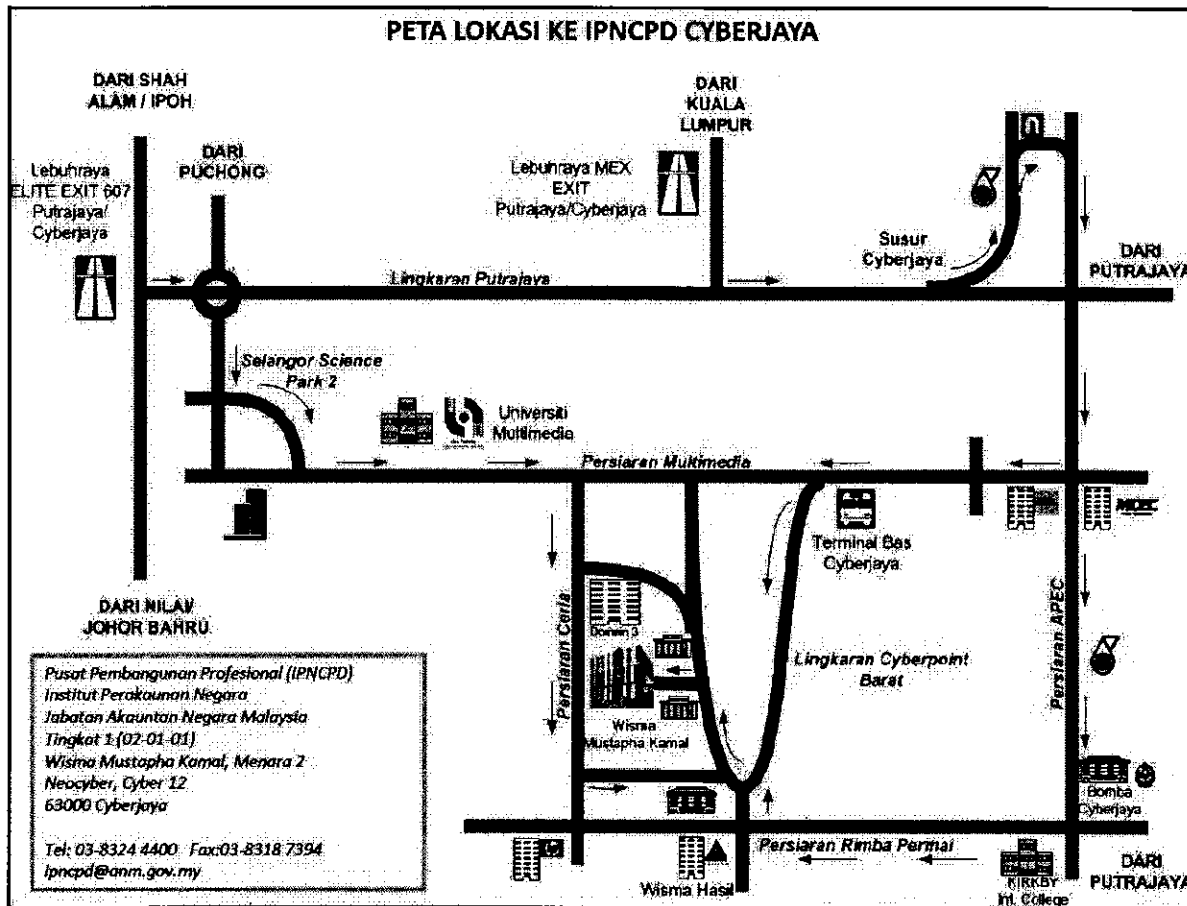 PETA LOKASI KE IPNCPD CYBERJAYA
DARI SHAH
ALAM / IPOH
DARI
PUCHONG
DARI
KUALA
LUMPUR
Lebuhraya
ELITE EXIT 607
Putrajaya/
Cyberjaya
Lebuhraya MEX
EXIT
Putrajaya/Cyberjaya
Susur
Cyberjaya
DARI
PUTRAJAYA
Lingkaran Putrajaya
Selangor Science
Park 2
Universiti
Multimedia
Persiaran Multimedia
MDEC
Terminal Bas
Cyberjaya
DARI NILAI/
JOHOR BAHRU
Persiaran Ceria
Domain 3
Lingkaran Cyberpoint
Barat
Persiaran APEC
Wisma
Mustapha Kamal
Bomba
Cyberjaya
Pusat Pembangunan Profesional (IPNCPD)
Institut Perakaunan Negara
Jabatan Akauntan Negara Malaysia
Tingkat 1 (02-01-01)
Wisma Mustapha Kamal, Menara 2
Neocyber, Cyber 12
63000 Cyberjaya
Tel: 03-8324 4400 Fax:03-8318 7394
ipncpd@anm.gov.my
Persiaran Rimba Permai
Wisma Hasil
KIRKBY
Int. College
DARI
PUTRAJAYA